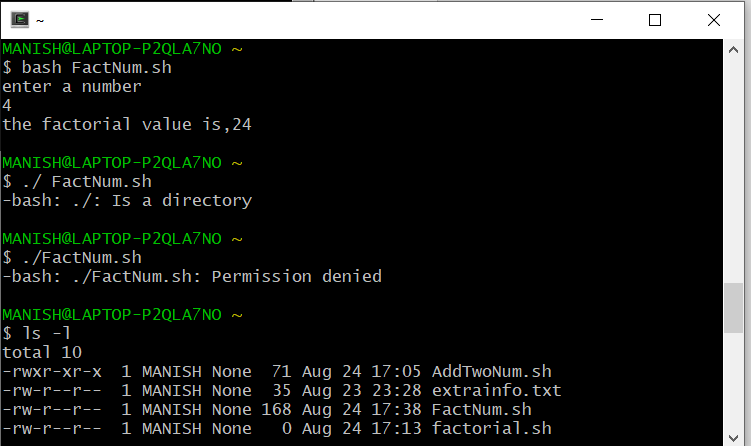 ~
MANISH@LAPTOP-P2QLA7NO ~
$ bash FactNum.sh
enter a number
4
the factorial value is,24
MANISH@LAPTOP-P2QLA7NO ~
$ ./ FactNum.sh
-bash: ./: Is a directory
MANISH@LAPTOP-P2QLA7NO ~
$ ./FactNum.sh
-bash: ./FactNum.sh: Permission denied
MANISH@LAPTOP-P2QLA7NO ~
$ ls -l
total 10
-rwxr-xr-x  1 MANISH None  71 Aug 24 17:05 AddTwoNum.sh
-rw-r--r--  1 MANISH None  35 Aug 23 23:28 extrainfo.txt
-rw-r--r--  1 MANISH None 168 Aug 24 17:38 FactNum.sh
-rw-r--r--  1 MANISH None   0 Aug 24 17:13 factorial.sh